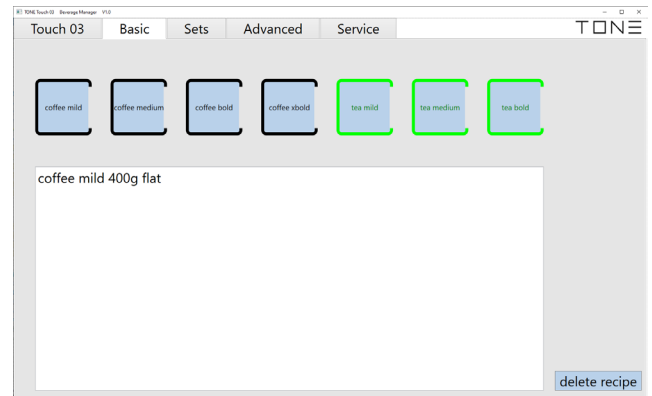 TONE Touch 03 Beverage Manager V1.0
Touch 03 Basic Sets Advanced Service TONE
coffee mild coffee medium coffee bold coffee xbold tea mild tea medium tea bold
coffee mild 400g flat
delete recipe